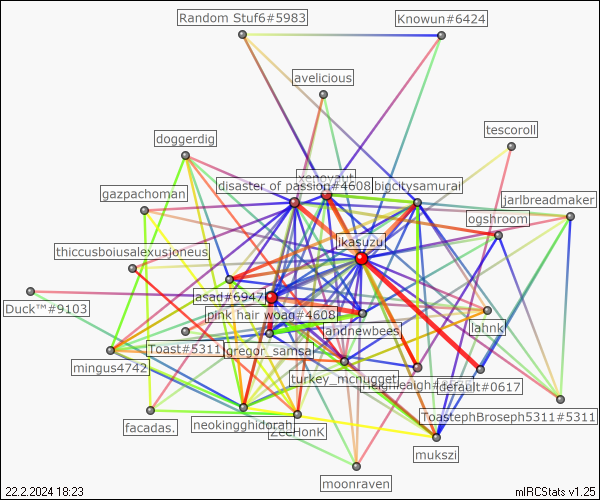 Random Stuf6#5983
Knowun#6424
avelicious
tescoroll
doggerdig
xenovaut
disaster of passion#4608
bigcitysamurai
gazpachoman
jarlbreadmaker
ogshroom
ikasuzu
thiccusboiusalexusjoneus
asad#6947
Duck™#9103
pink hair woag#4608
lahnk
andnewbees
Toast#5311
gregor_samsa
mingus4742
turkey_mcnugget
default#0617
ToastephBroseph5311#5311
facadas.
neokingghidorah
ZeeHonK
mukszi
moonraven
22.2.2024 18:23
mIRCStats v1.25